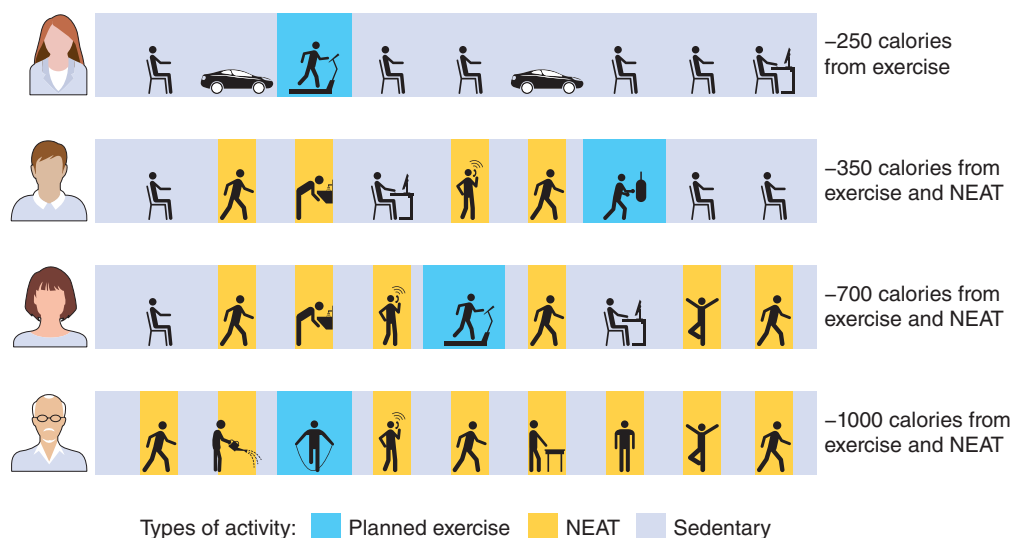 –250 calories
from exercise
–350 calories from
exercise and NEAT
–700 calories from
exercise and NEAT
–1000 calories from
exercise and NEAT
Types of activity: Planned exercise NEAT Sedentary